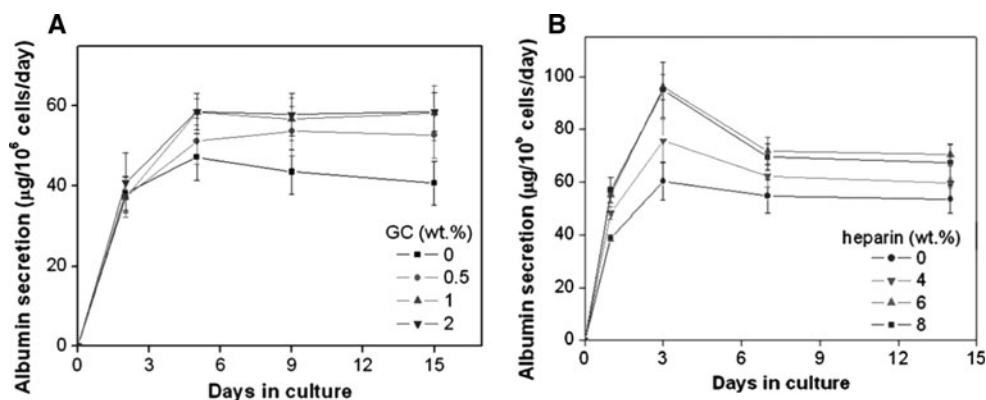 A
Albumin secretion (µg/10⁶ cells/day)
60
40
20
0
0 3 6 9 12 15
Days in culture
GC (wt.%)
0
0.5
1
2
B
Albumin secretion (µg/10⁶ cells/day)
100
80
60
40
20
0
0 3 6 9 12 15
Days in culture
heparin (wt.%)
0
4
6
8